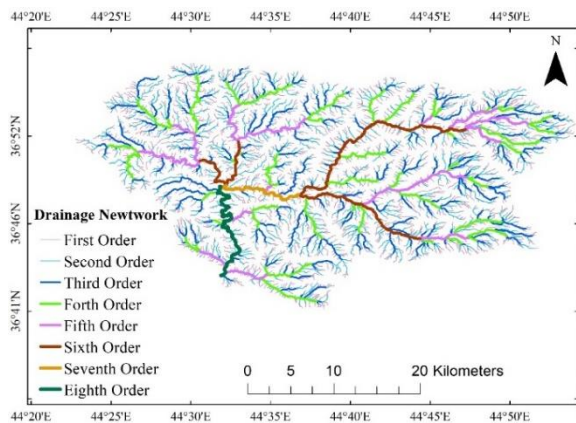 44°20'E 44°25'E 44°30'E 44°35'E 44°40'E 44°45'E 44°50'E
N
36°52'N
36°46'N
36°41'N
Drainage Newtwork
First Order
Second Order
Third Order
Forth Order
Fifth Order
Sixth Order
Seventh Order
Eighth Order
0 5 10 20 Kilometers
44°20'E 44°25'E 44°30'E 44°35'E 44°40'E 44°45'E 44°50'E